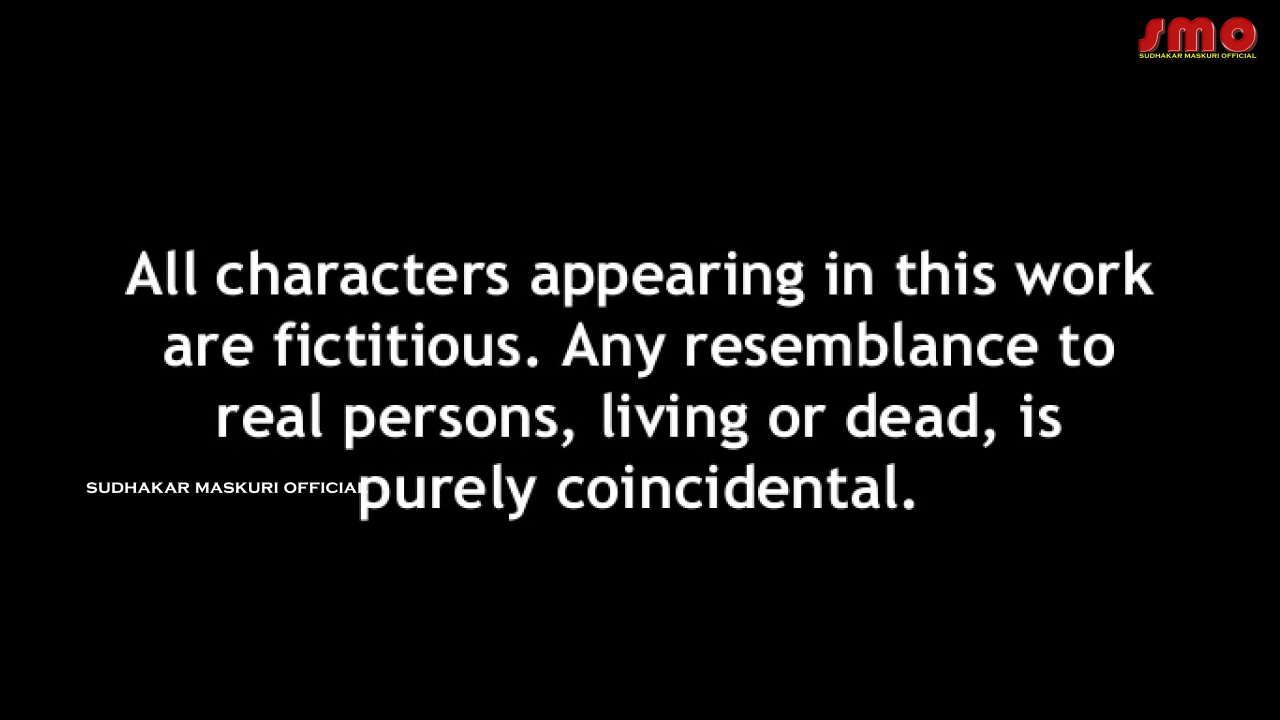 smo
SUDHAKAR MASKURI OFFICIAL
All characters appearing in this work
are fictitious. Any resemblance to
real persons, living or dead, is
SUDHAKAR MASKURI OFFICIAL
purely coincidental.